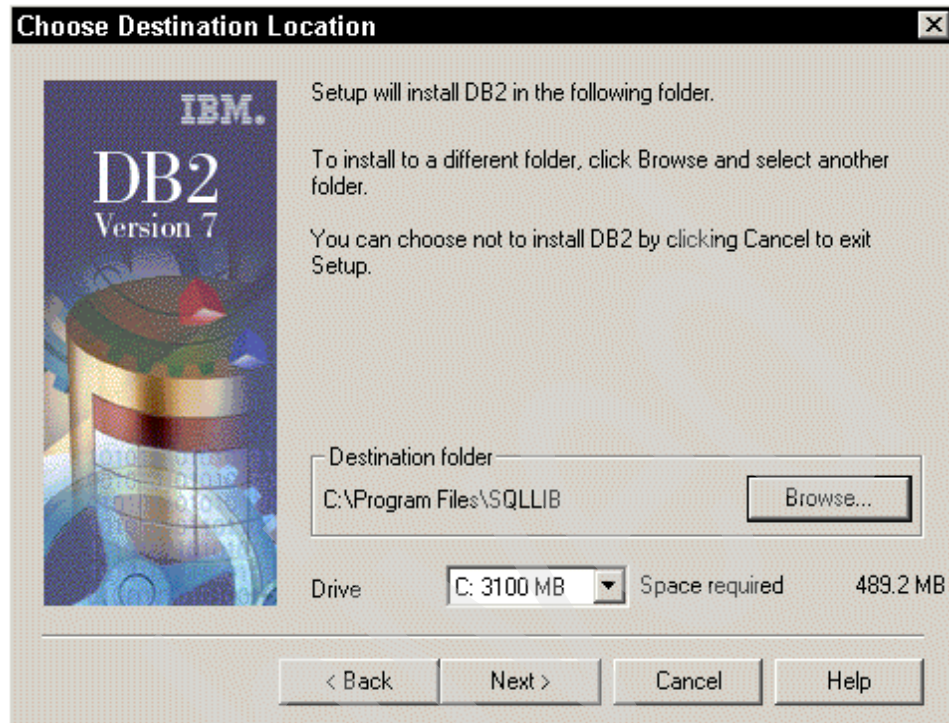 Choose Destination Location
IBM.
DB2
Version 7
Setup will install DB2 in the following folder.
To install to a different folder, click Browse and select another
folder.
You can choose not to install DB2 by clicking Cancel to exit
Setup.
Destination folder
C:\Program Files\SQLLIB
Browse...
Drive C: 3100 MB Space required 489.2 MB
< Back Next > Cancel Help